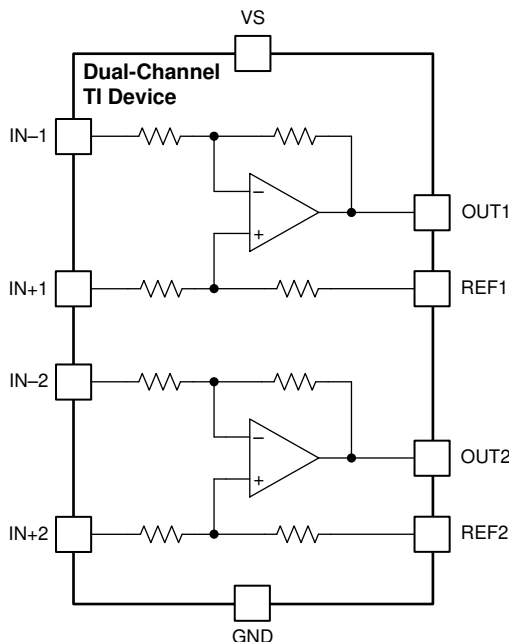 VS
Dual-Channel
TI Device
IN–1
−
OUT1
+
IN+1
REF1
IN–2
−
OUT2
+
IN+2
REF2
GND